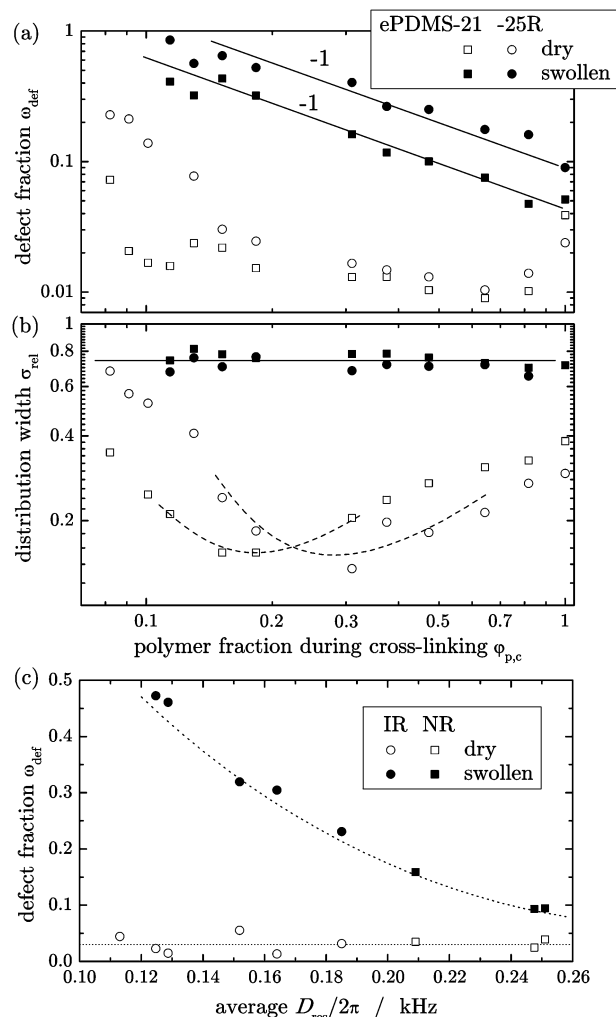 (a)
ePDMS-21 -25R
dry
swollen
-1
-1
defect fraction ω_def
1
0.1
0.01
(b)
distribution width σ_rel
1
0.8
0.4
0.2
0.1 0.2 0.3 0.5 0.7 1
polymer fraction during cross-linking φ_p,c
(c)
IR NR
dry
swollen
defect fraction ω_def
0.5
0.4
0.3
0.2
0.1
0.0
0.10 0.12 0.14 0.16 0.18 0.20 0.22 0.24 0.26
average D_res/2π / kHz